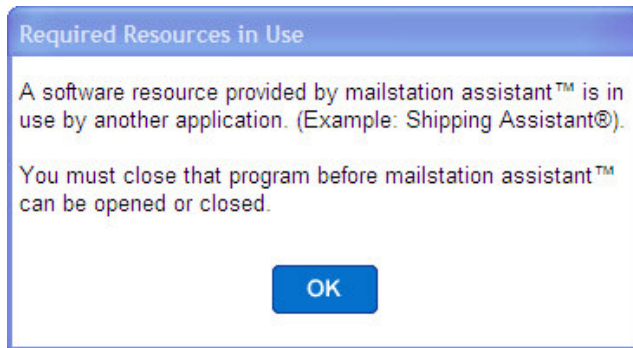 Required Resources in Use
A software resource provided by mailstation assistant™ is in
use by another application. (Example: Shipping Assistant®).
You must close that program before mailstation assistant™
can be opened or closed.
OK